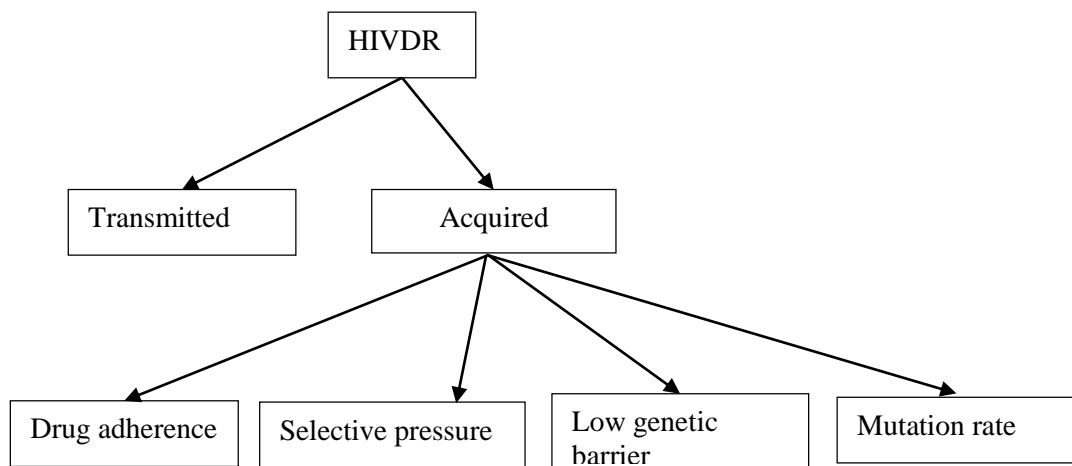 HIVDR
Transmitted
Acquired
Drug adherence
Selective pressure
Low genetic
barrier
Mutation rate